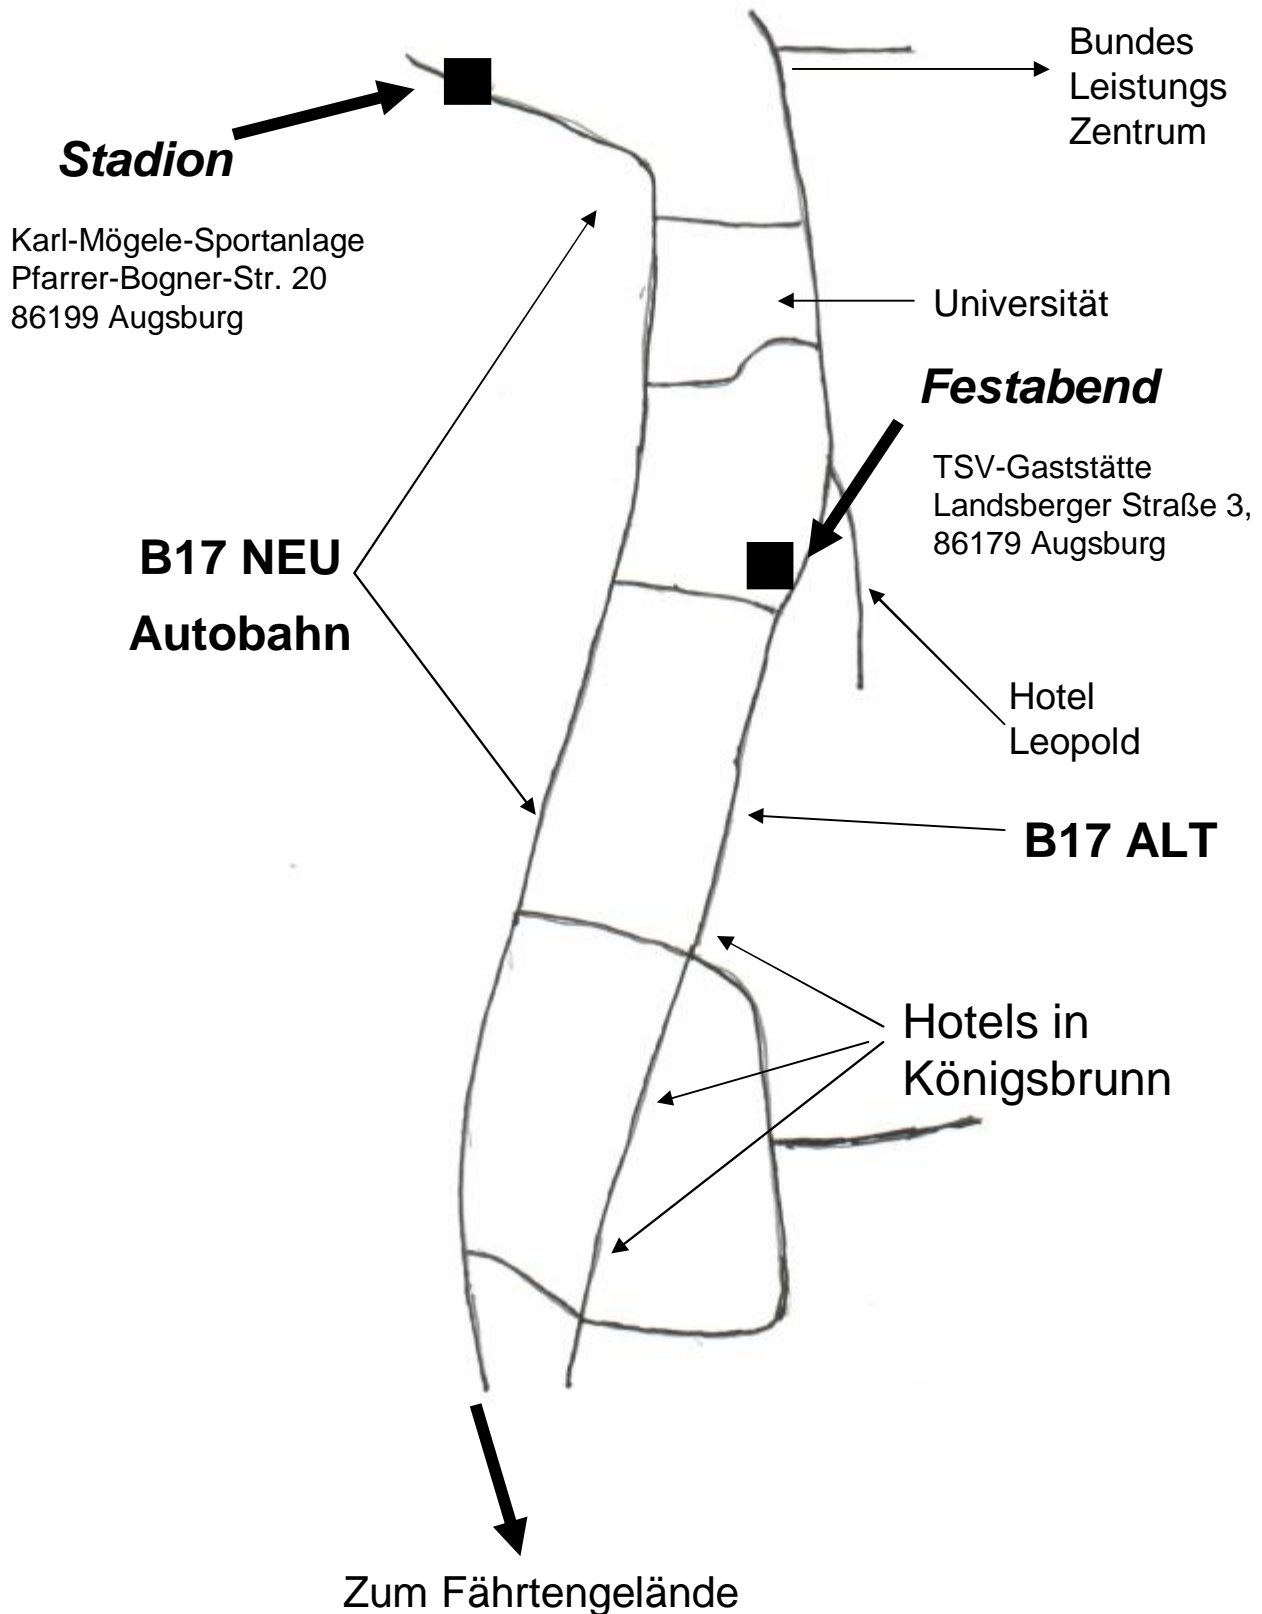 Bundes
Leistungs
Zentrum
Stadion
Karl-Mögele-Sportanlage
Pfarrer-Bogner-Str. 20
86199 Augsburg
Universität
Festabend
TSV-Gaststätte
Landsberger Straße 3,
86179 Augsburg
B17 NEU
Autobahn
Hotel
Leopold
B17 ALT
Hotels in
Königsbrunn
Zum Fährtengelände